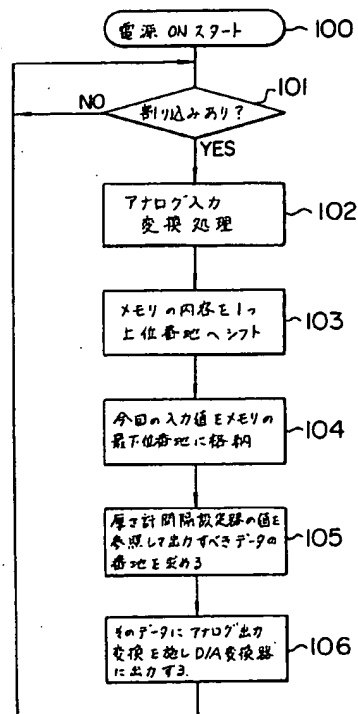 電源 ONスタート
100
割り込みあり?
101
NO
YES
アナログ入力
変換処理
102
メモリの内容を1つ
上位番地へシフト
103
今回の入力値をメモリの
最下位番地に格納
104
厚さ計間隔設定器の値を
参照して出力すべきデータの
番地を求める
105
そのデータにアナログ出力
変換を施しD/A変換器
に出力する.
106